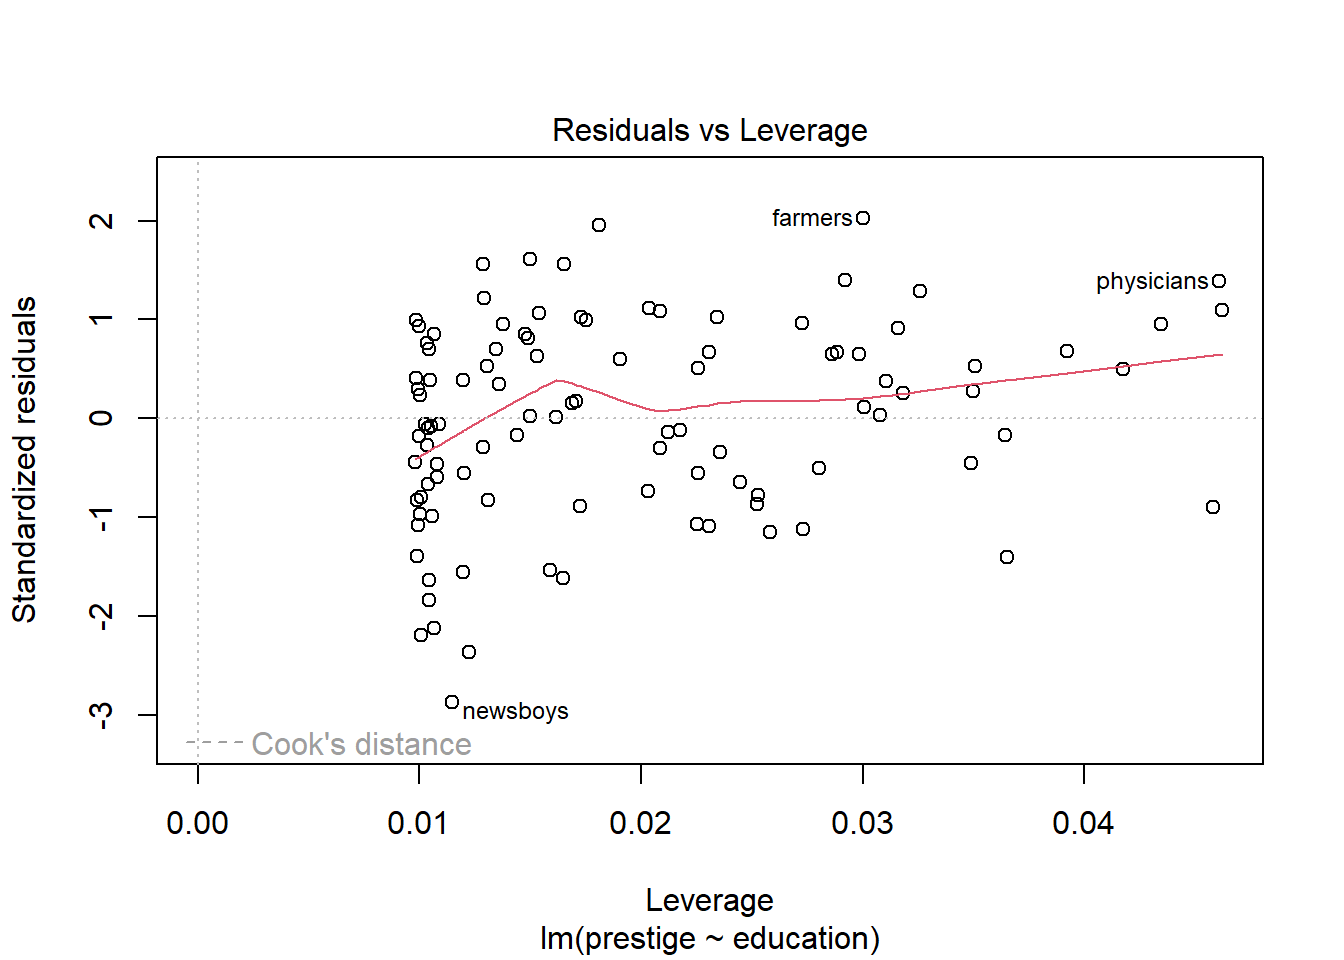 Residuals vs Leverage
Standardized residuals
2
1
0
-1
-2
-3
farmers
physicians
newsboys
Cook's distance
0.00
0.01
0.02
0.03
0.04
Leverage
lm(prestige ~ education)